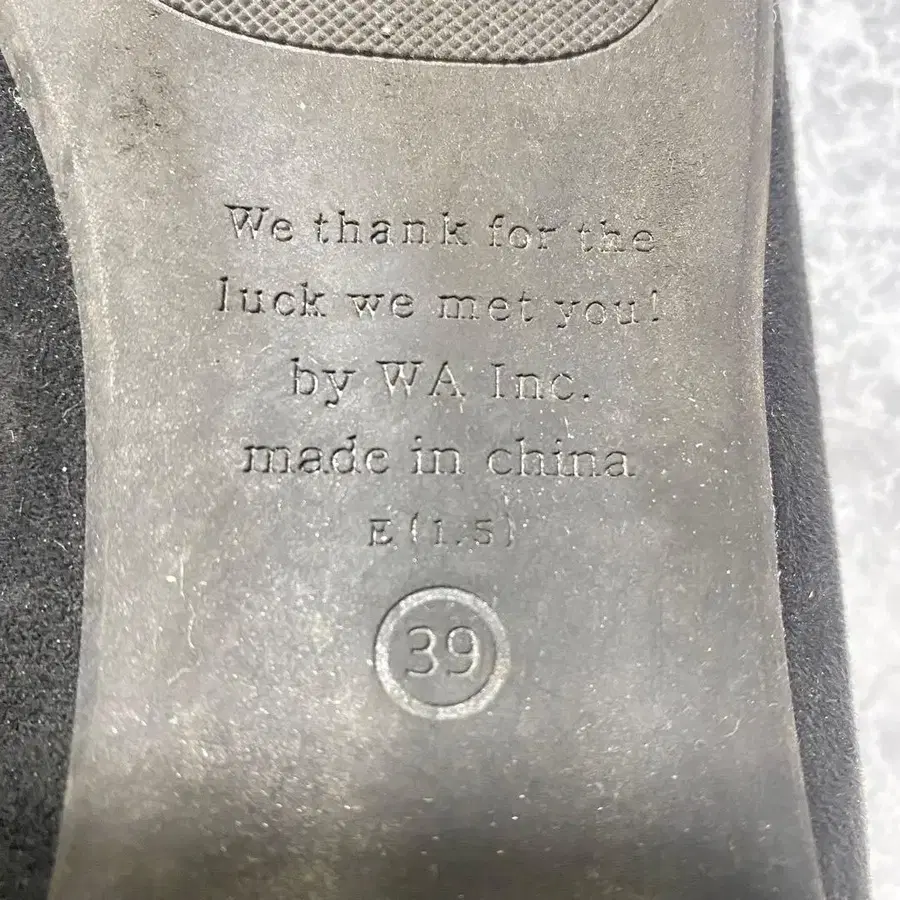 We thank for the
luck we met you!
by WA Inc.
made in china
E (1.5)
39